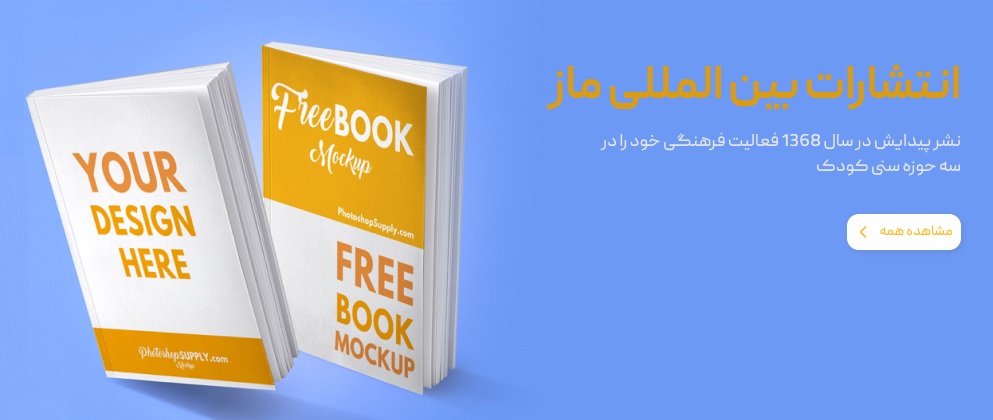 انتشارات بین المللی ماز
نشر پیدایش در سال 1368 فعالیت فرهنگی خود را در
سه حوزه سنی کودک
مشاهده همه
YOUR
DESIGN
HERE
PhotoshopSUPPLY.com
Mockup
FreeBOOK
Mockup
PhotoshopSupply.com
FREE
BOOK
MOCKUP